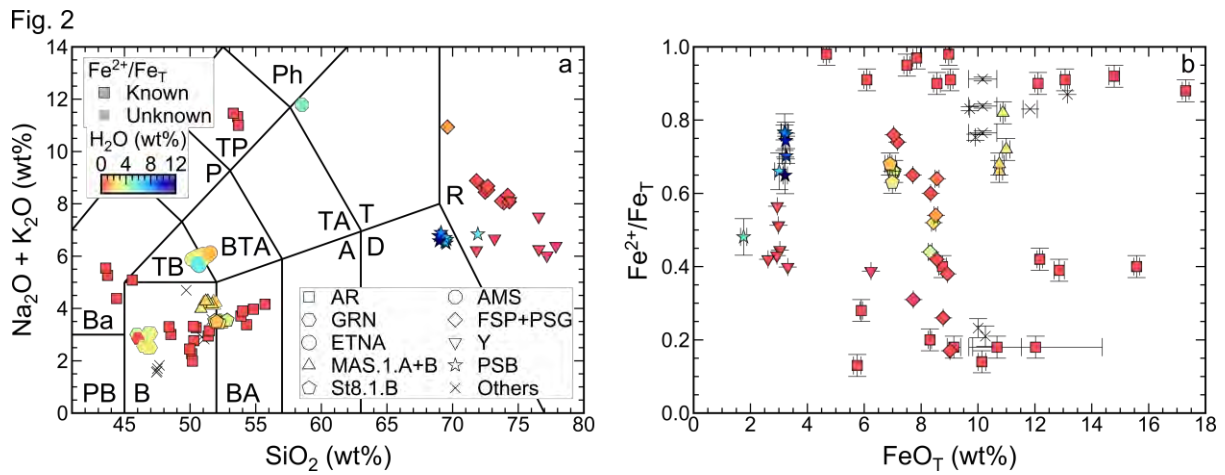 Fig. 2
Na₂O + K₂O (wt%)
14
12
10
8
6
4
2
0
45
50
55
60
65
70
75
80
SiO₂ (wt%)
a
Fe²⁺/Fe_T
Known
Unknown
H₂O (wt%)
0 4 8 12
Ph
TP
P
TA
T
R
BTA
A
D
TB
Ba
PB
B
BA
AR
GRN
ETNA
MAS.1.A+B
St8.1.B
AMS
FSP+PSG
Y
PSB
Others
Fe²⁺/Fe_T
1.0
0.8
0.6
0.4
0.2
0.0
0
2
4
6
8
10
12
14
16
18
FeO_T (wt%)
b